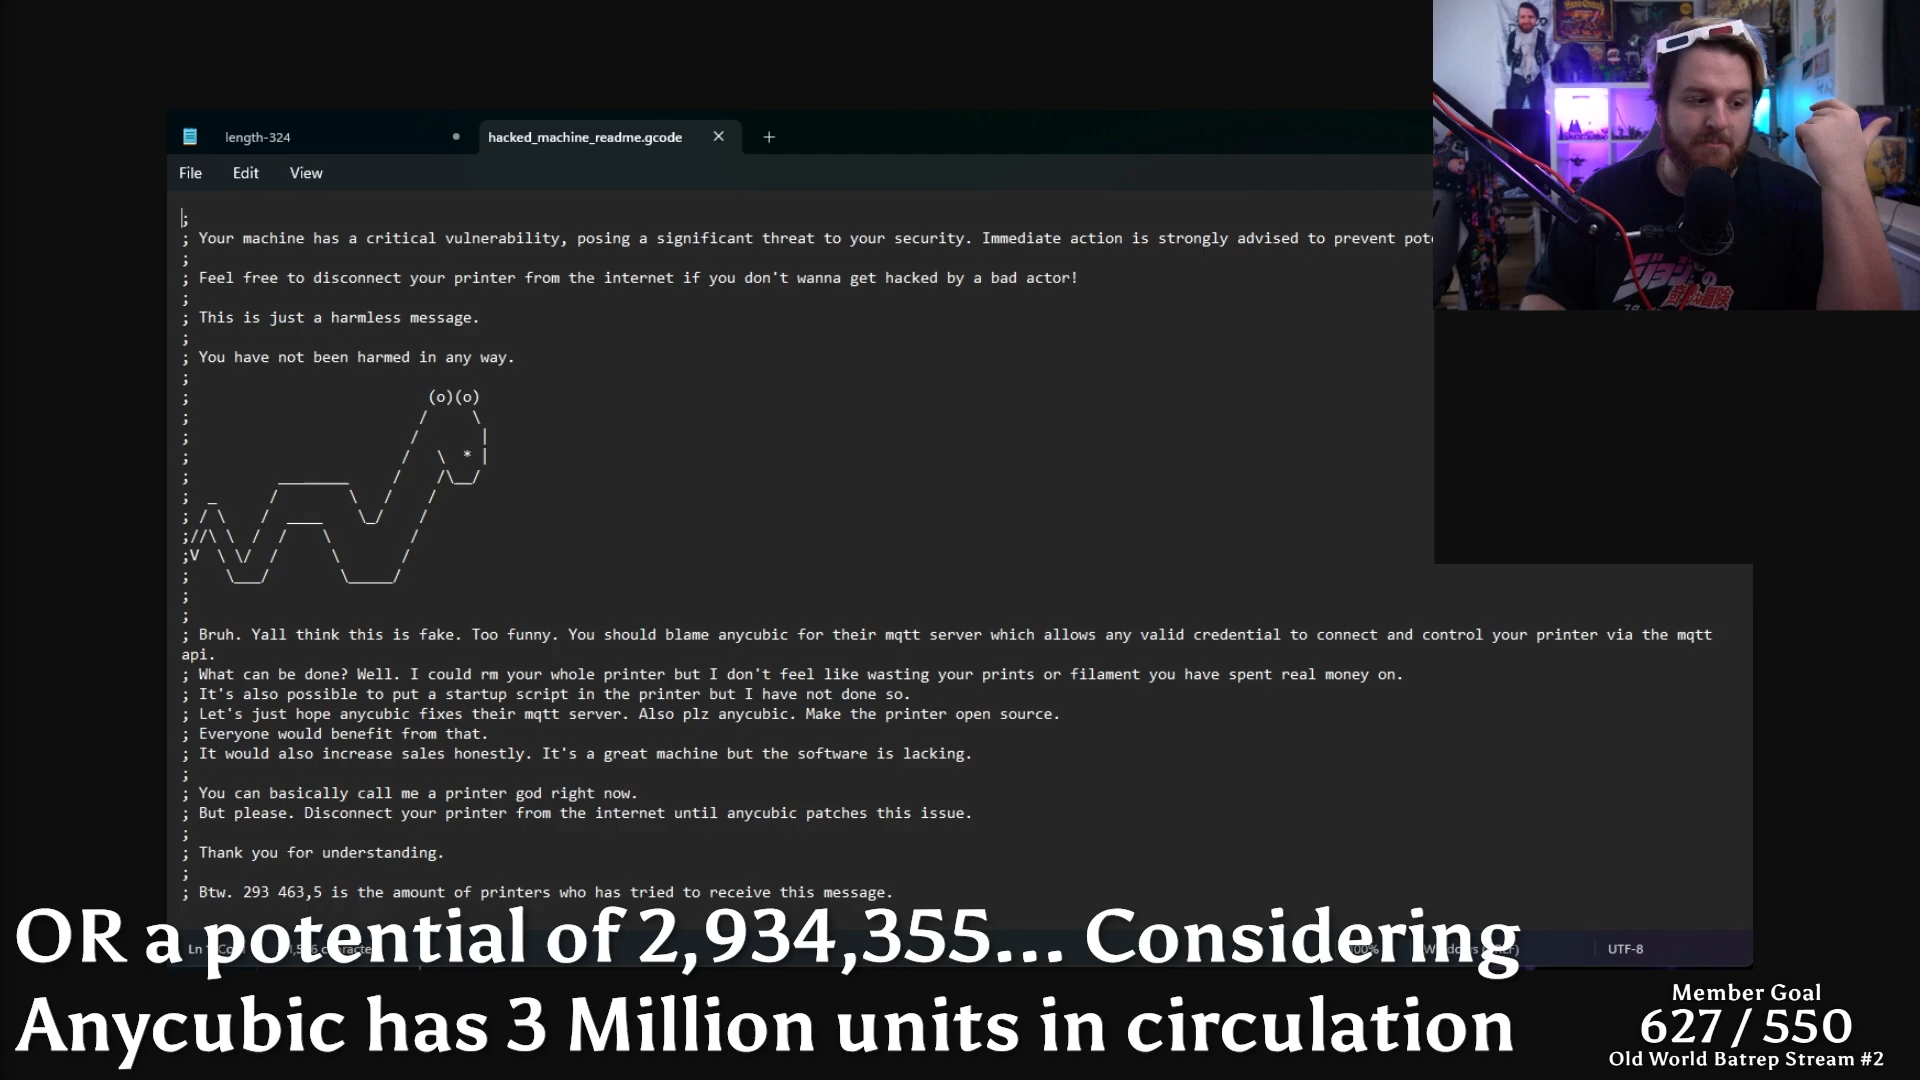 length-324
hacked_machine_readme.gcode
File Edit View
;
; Your machine has a critical vulnerability, posing a significant threat to your security. Immediate action is strongly advised to prevent
;
; Feel free to disconnect your printer from the internet if you don't wanna get hacked by a bad actor!
;
; This is just a harmless message.
;
; You have not been harmed in any way.
;
; (o)(o)
; / \
; / |
; / \ * |
; ________ / /\__/
; _ / \ / /
; / \ / ____ \_/ /
;//\ \ / / \ /
;V \ \/ / \ /
; \___/ \_____/
;
;
; Bruh. Yall think this is fake. Too funny. You should blame anycubic for their mqtt server which allows any valid credential to connect and control your printer via the mqtt
api.
; What can be done? Well. I could rm your whole printer but I don't feel like wasting your prints or filament you have spent real money on.
; It's also possible to put a startup script in the printer but I have not done so.
; Let's just hope anycubic fixes their mqtt server. Also plz anycubic. Make the printer open source.
; Everyone would benefit from that.
; It would also increase sales honestly. It's a great machine but the software is lacking.
;
; You can basically call me a printer god right now.
; But please. Disconnect your printer from the internet until anycubic patches this issue.
;
; Thank you for understanding.
;
; Btw. 293 463,5 is the amount of printers who has tried to receive this message.
OR a potential of 2,934,355... Considering
Anycubic has 3 Million units in circulation
UTF-8
Member Goal
627 / 550
Old World Batrep Stream #2